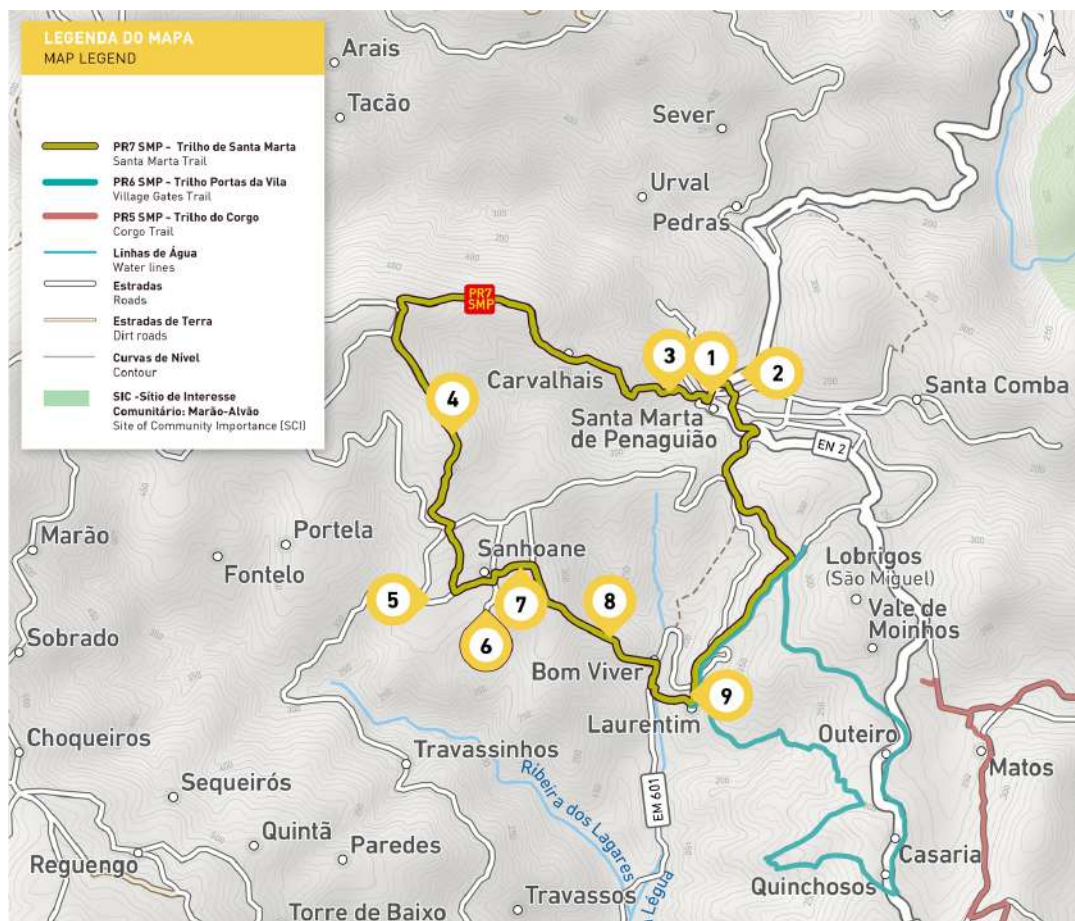 LEGENDA DO MAPA
MAP LEGEND
PR7 SMP - Trilho de Santa Marta
Santa Marta Trail
PR6 SMP - Trilho Portas da Vila
Village Gates Trail
PR5 SMP - Trilho do Corgo
Corgo Trail
Linhas de Água
Water lines
Estradas
Roads
Estradas de Terra
Dirt roads
Curvas de Nível
Contour
SIC -Sítio de Interesse
Comunitário: Marão-Alvão
Site of Community Importance (SCI)
Arais
Tacão
Sever
Urval
Pedras
PR7
SMP
3
1
2
Carvalhais
Santa Comba
4
Santa Marta
de Penaguião
EN 2
Marão
Portela
Fontelo
Sanhoane
Lobrigos
(São Miguel)
5
7
8
Vale de
Moinhos
Sobrado
6
Bom Viver
9
Laurentim
Choqueiros
Travassinhos
Outeiro
Matos
Sequeirós
Ribeira dos Lagares
EM 601
Quintã
Paredes
Reguengo
Casaria
Quinchosos
Travassos
Légua
Torre de Baixo